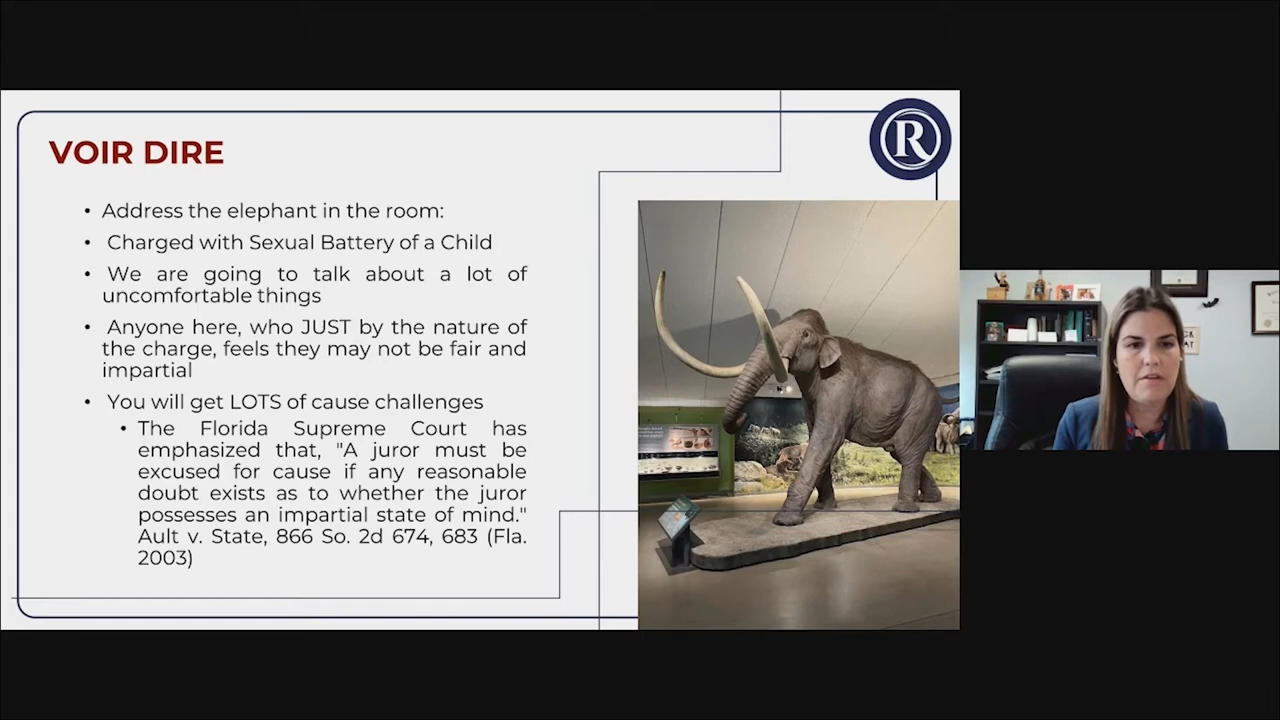 VOIR DIRE
R
• Address the elephant in the room:
• Charged with Sexual Battery of a Child
• We are going to talk about a lot of
uncomfortable things
• Anyone here, who JUST by the nature of
the charge, feels they may not be fair and
impartial
• You will get LOTS of cause challenges
• The Florida Supreme Court has
emphasized that, "A juror must be
excused for cause if any reasonable
doubt exists as to whether the juror
possesses an impartial state of mind."
Ault v. State, 866 So. 2d 674, 683 (Fla.
2003)